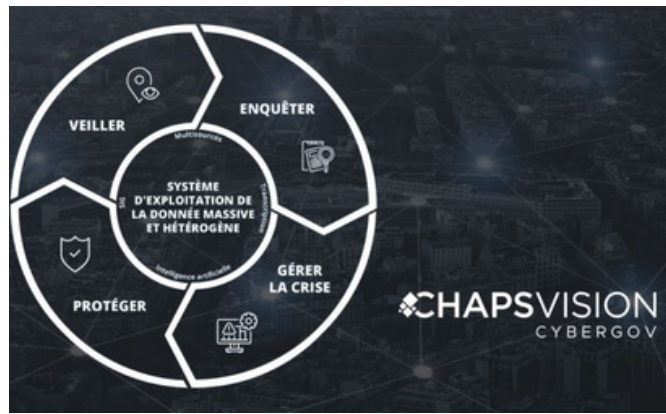 VEILLER
ENQUÊTER
Multisources
SYSTÈME
D'EXPLOITATION DE
LA DONNÉE MASSIVE
ET HÉTÉROGÈNE
Intelligence artificielle
GÉRER
LA CRISE
PROTÉGER
CHAPSVISION
CYBERGOV